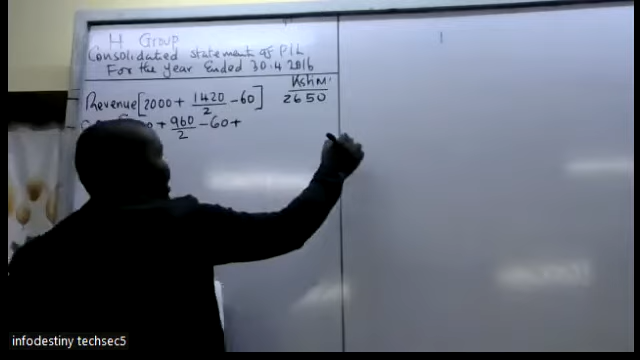 H Group
Consolidated statement of P/L
For the Year Ended 30.4.2016
KshM.
Revenue [2000 + 1420/2 - 60] 2650
+ 960/2 - 60 +
infodestiny techsec5